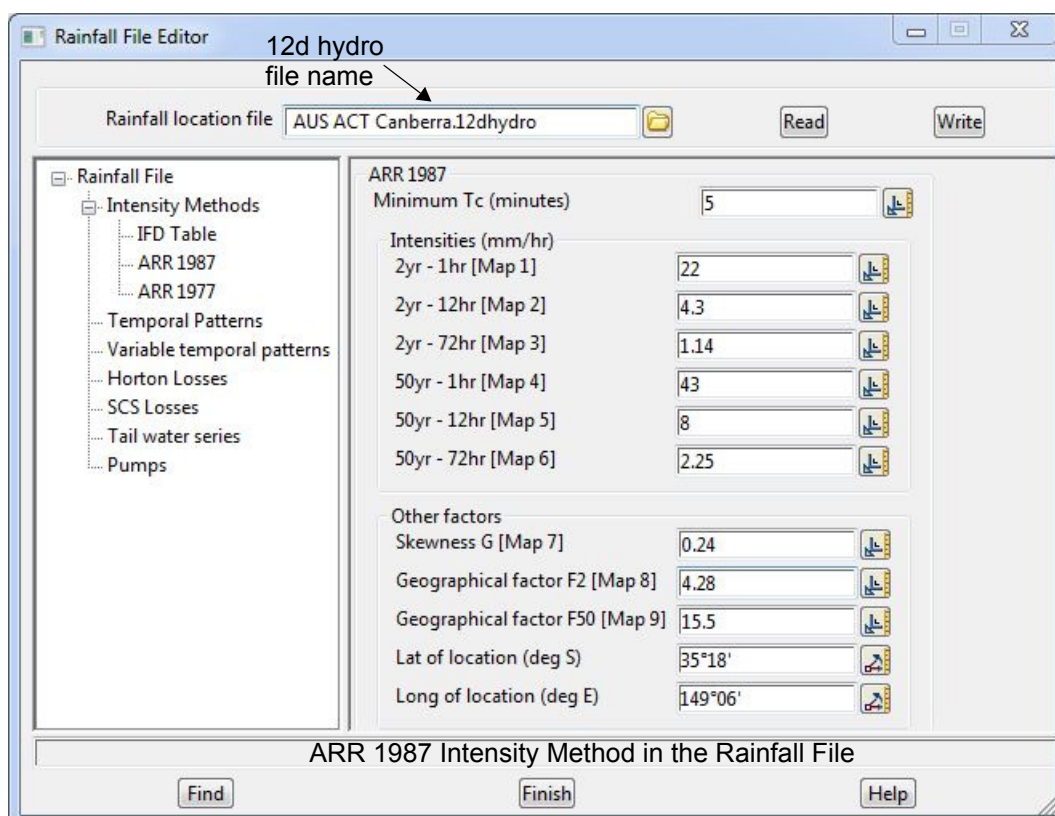 Rainfall File Editor
12d hydro
file name
Rainfall location file AUS ACT Canberra.12dhydro Read Write
Rainfall File
Intensity Methods
IFD Table
ARR 1987
ARR 1977
Temporal Patterns
Variable temporal patterns
Horton Losses
SCS Losses
Tail water series
Pumps
ARR 1987
Minimum Tc (minutes) 5
Intensities (mm/hr)
2yr - 1hr [Map 1] 22
2yr - 12hr [Map 2] 4.3
2yr - 72hr [Map 3] 1.14
50yr - 1hr [Map 4] 43
50yr - 12hr [Map 5] 8
50yr - 72hr [Map 6] 2.25
Other factors
Skewness G [Map 7] 0.24
Geographical factor F2 [Map 8] 4.28
Geographical factor F50 [Map 9] 15.5
Lat of location (deg S) 35°18'
Long of location (deg E) 149°06'
ARR 1987 Intensity Method in the Rainfall File
Find Finish Help